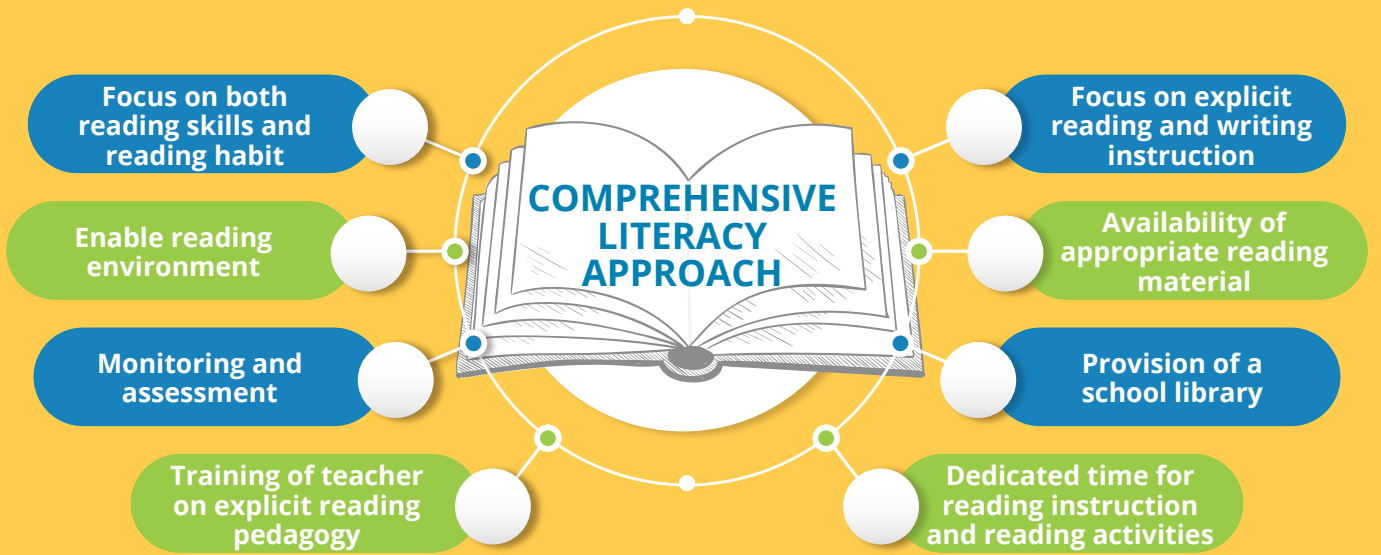 Focus on both
reading skills and
reading habit
Enable reading
environment
Monitoring and
assessment
Training of teacher
on explicit reading
pedagogy
COMPREHENSIVE
LITERACY
APPROACH
Focus on explicit
reading and writing
instruction
Availability of
appropriate reading
material
Provision of a
school library
Dedicated time for
reading instruction
and reading activities